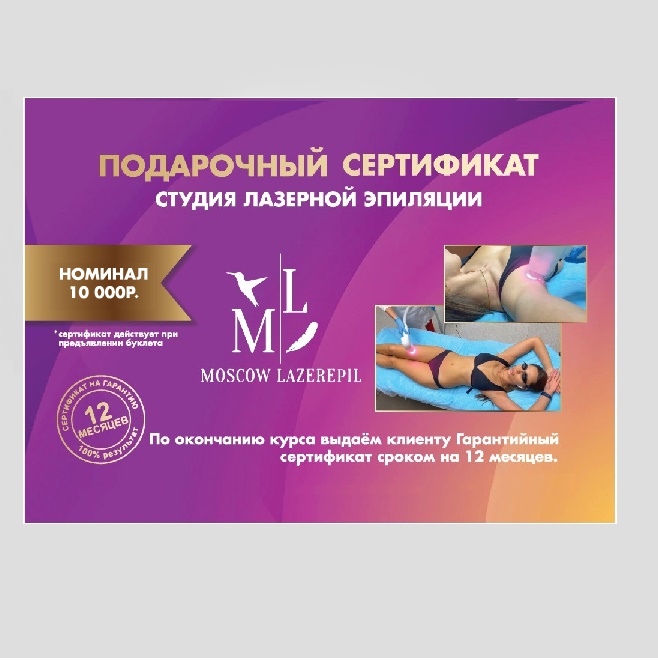 ПОДАРОЧНЫЙ СЕРТИФИКАТ
СТУДИЯ ЛАЗЕРНОЙ ЭПИЛЯЦИИ
НОМИНАЛ
10 000Р.
*сертификат действует при
предъявлении буклета
M L
MOSCOW LAZEREPIL
СЕРТИФИКАТ НА ГАРАНТИЮ
12
МЕСЯЦЕВ
100% результат
По окончанию курса выдаём клиенту Гарантийный
сертификат сроком на 12 месяцев.